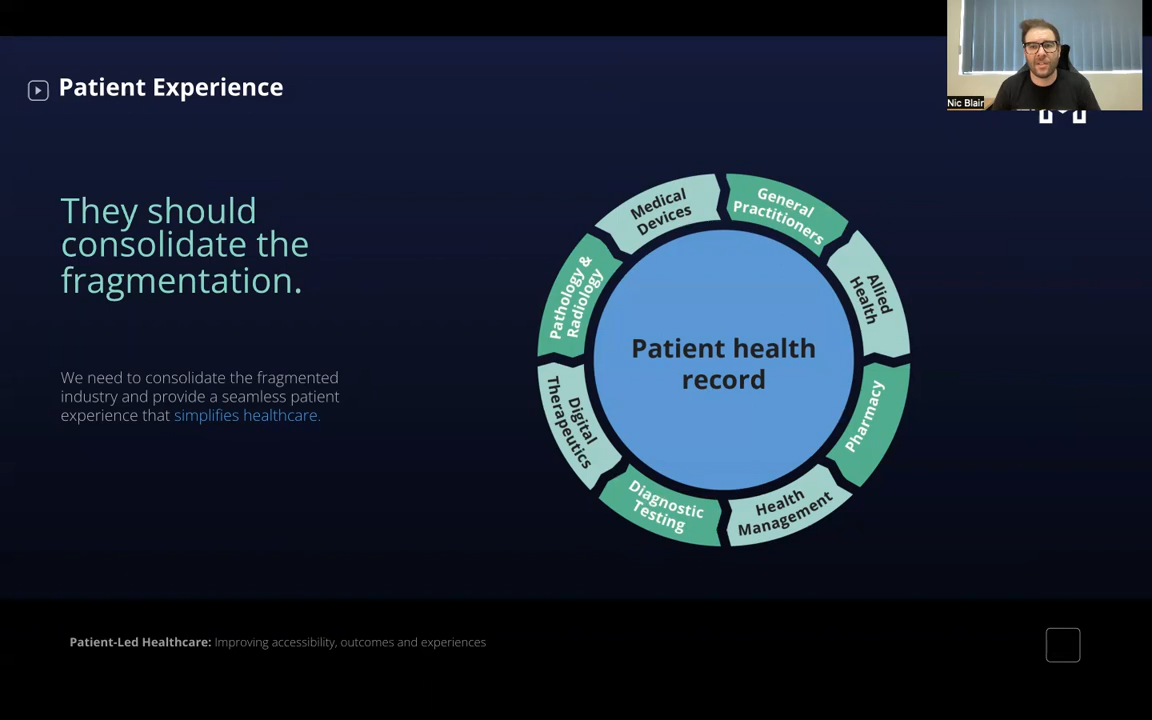 Patient Experience
Nic Blair
They should
consolidate the
fragmentation.
We need to consolidate the fragmented
industry and provide a seamless patient
experience that simplifies healthcare.
Medical
Devices
General
Practitioners
Allied
Health
Pharmacy
Health
Management
Diagnostic
Testing
Digital
Therapeutics
Pathology &
Radiology
Patient health
record
Patient-Led Healthcare: Improving accessibility, outcomes and experiences